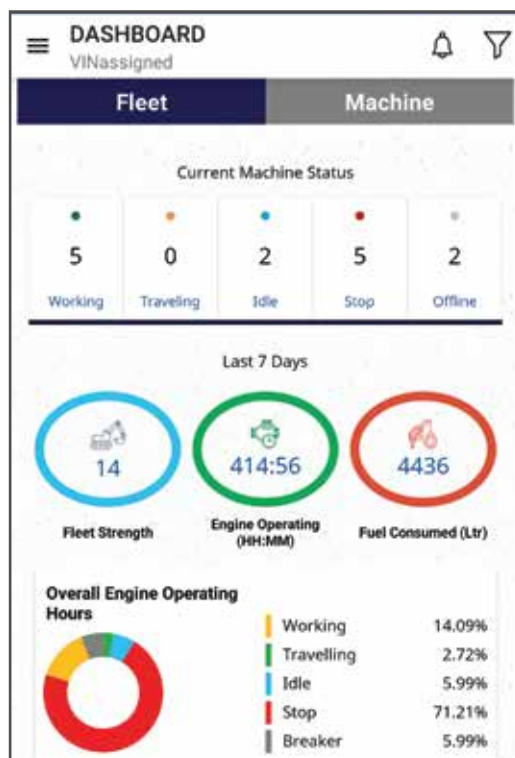 DASHBOARD
VINassigned
Fleet Machine
Current Machine Status
5 0 2 5 2
Working Traveling Idle Stop Offline
Last 7 Days
14 414:56 4436
Fleet Strength Engine Operating (HH:MM) Fuel Consumed (Ltr)
Overall Engine Operating
Hours
Working 14.09%
Travelling 2.72%
Idle 5.99%
Stop 71.21%
Breaker 5.99%